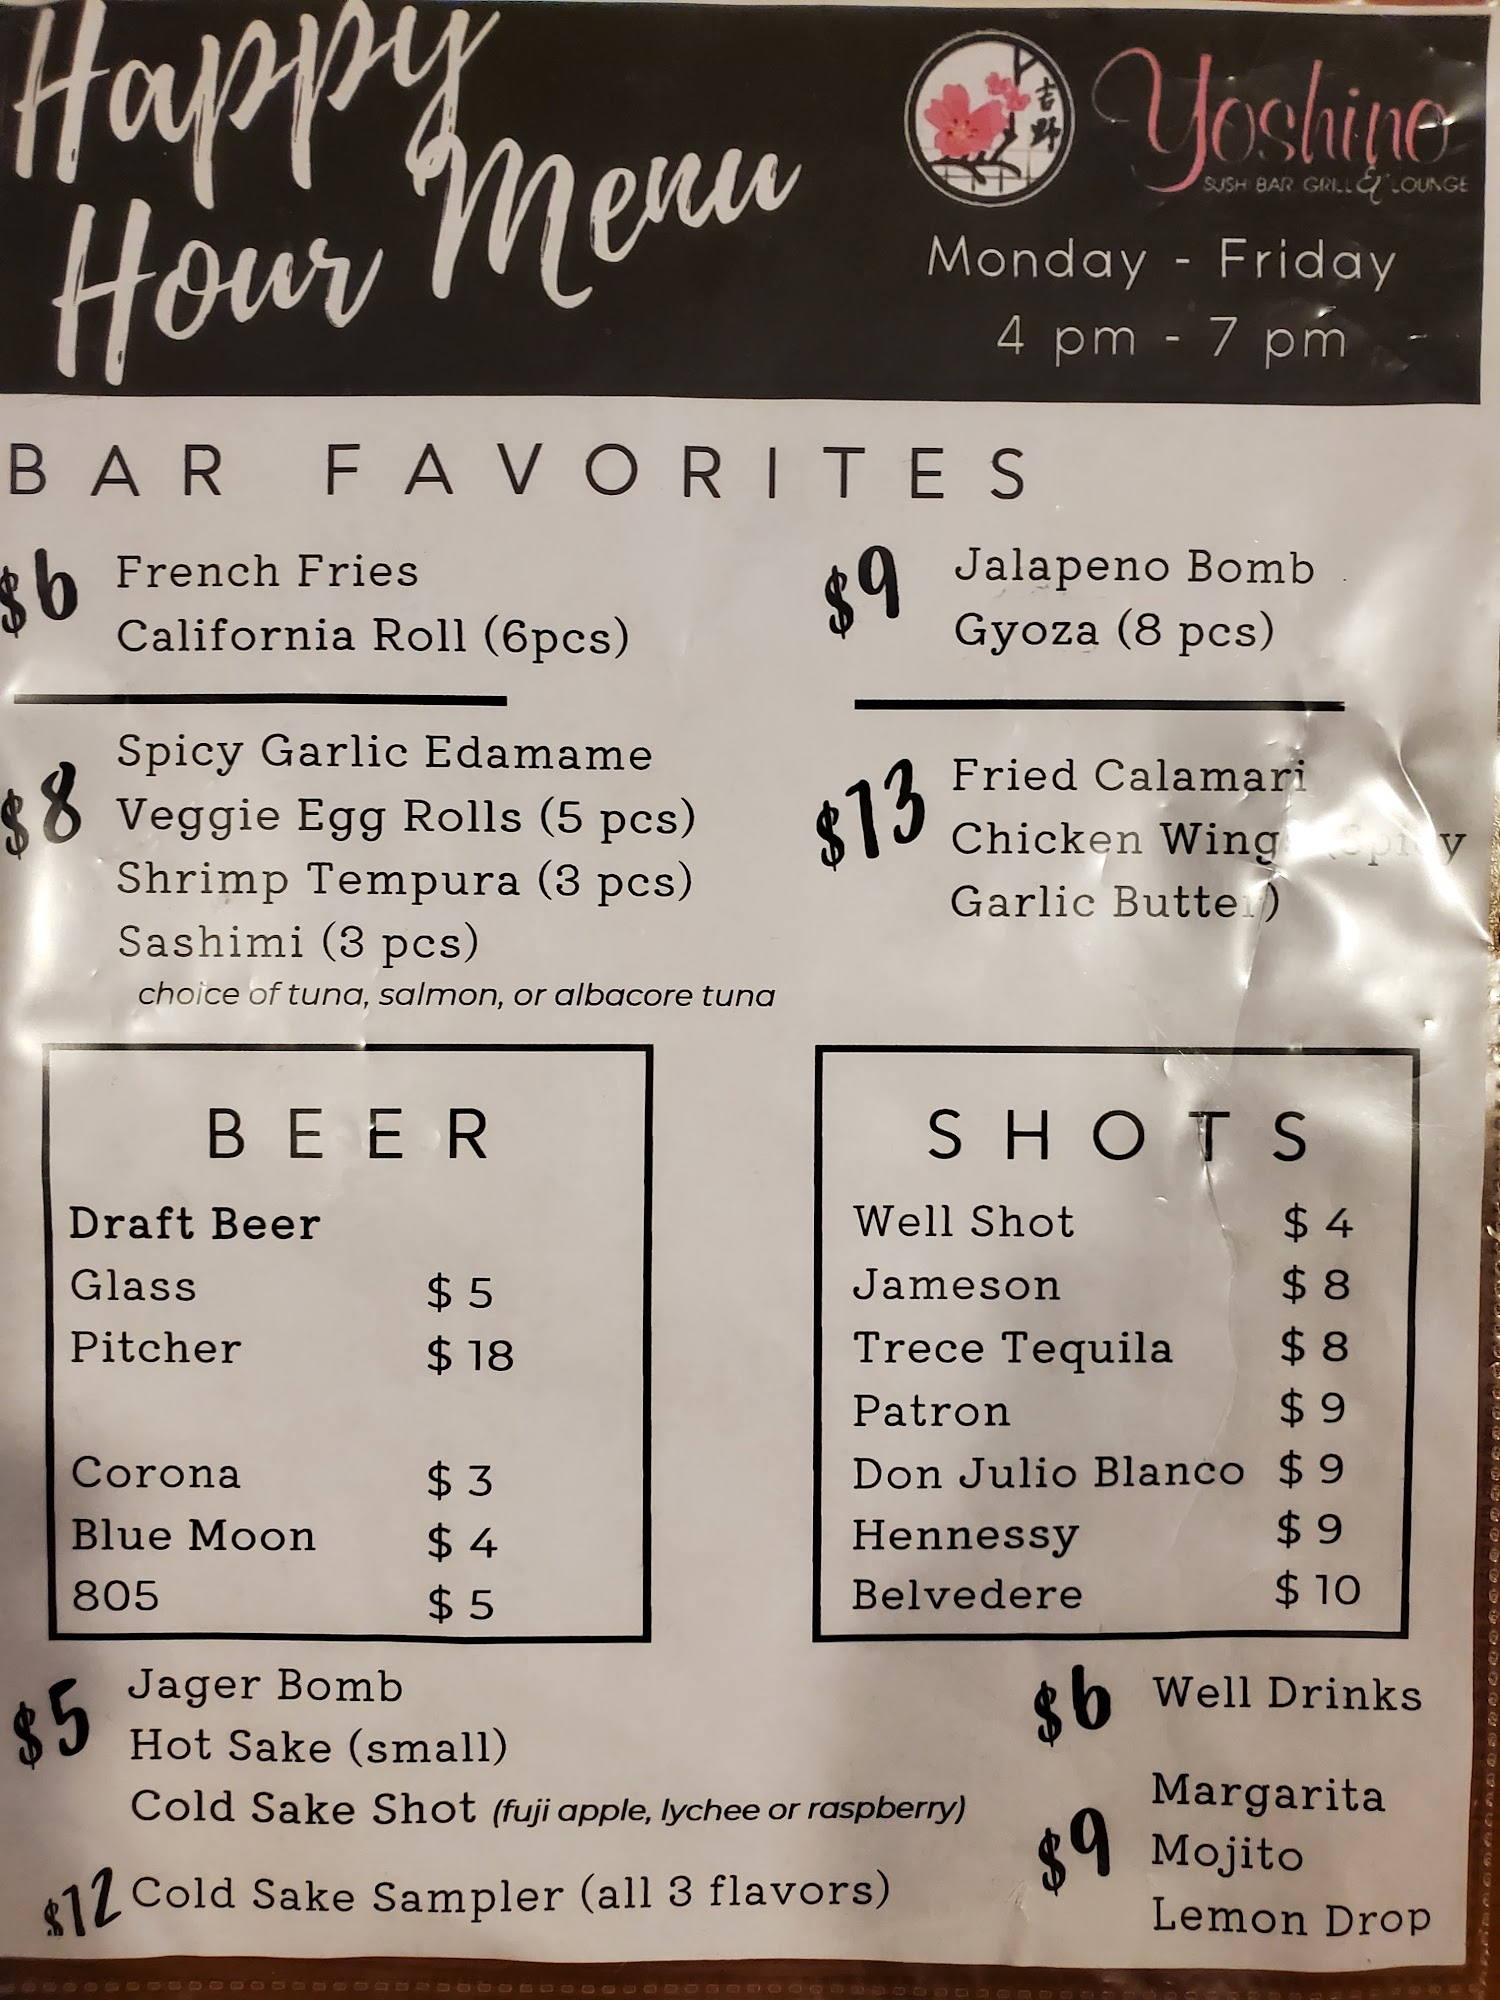 Happy
Hour Menu
吉野
Yoshino
SUSHI BAR GRILL & LOUNGE
Monday - Friday
4 pm - 7 pm
BAR FAVORITES
$6 French Fries
California Roll (6pcs)
$9 Jalapeno Bomb
Gyoza (8 pcs)
$8 Spicy Garlic Edamame
Veggie Egg Rolls (5 pcs)
Shrimp Tempura (3 pcs)
Sashimi (3 pcs)
choice of tuna, salmon, or albacore tuna
$13 Fried Calamari
Chicken Wing (Spicy
Garlic Butter)
BEER
Draft Beer
Glass $ 5
Pitcher $ 18
Corona $ 3
Blue Moon $ 4
805 $ 5
SHOTS
Well Shot $ 4
Jameson $ 8
Trece Tequila $ 8
Patron $ 9
Don Julio Blanco $ 9
Hennessy $ 9
Belvedere $ 10
$5 Jager Bomb
Hot Sake (small)
Cold Sake Shot (fuji apple, lychee or raspberry)
$12 Cold Sake Sampler (all 3 flavors)
$6 Well Drinks
$9 Margarita
Mojito
Lemon Drop